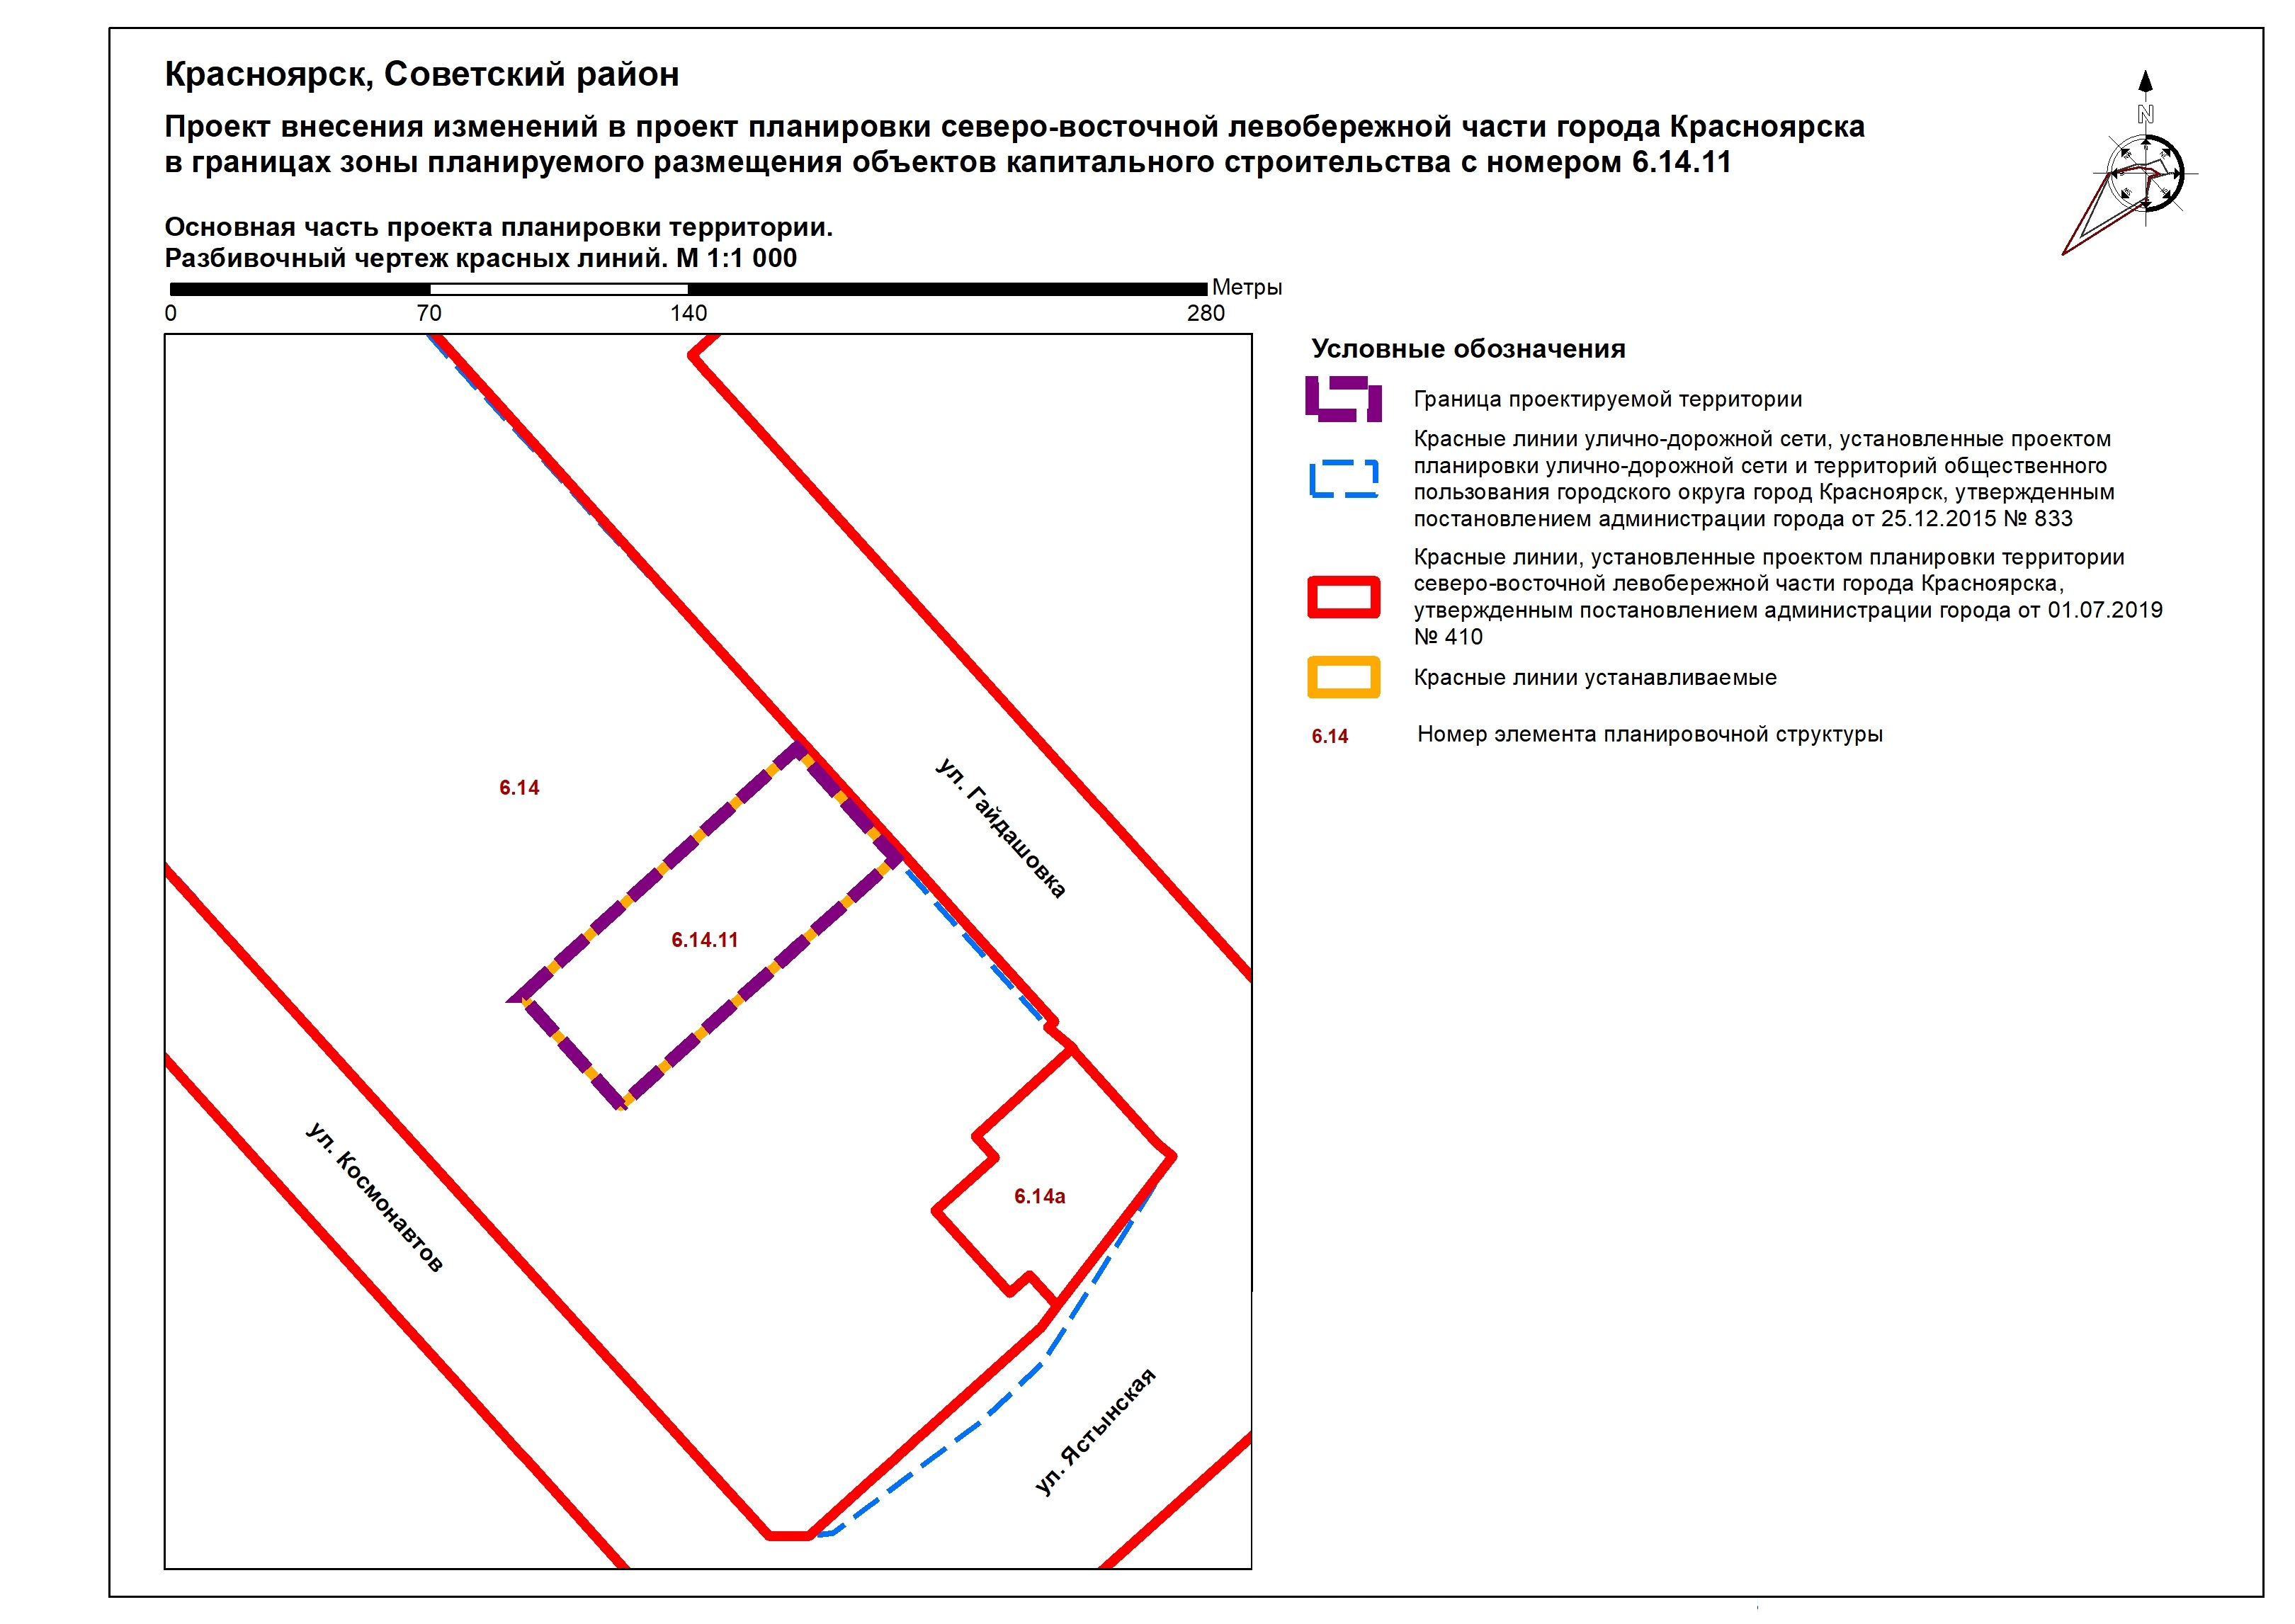 Красноярск, Советский район
Проект внесения изменений в проект планировки северо-восточной левобережной части города Красноярска
в границах зоны планируемого размещения объектов капитального строительства с номером 6.14.11
N
Основная часть проекта планировки территории.
Разбивочный чертеж красных линий. М 1:1 000
Метры
0 70 140 280
Условные обозначения
Граница проектируемой территории
Красные линии улично-дорожной сети, установленные проектом
планировки улично-дорожной сети и территорий общественного
пользования городского округа город Красноярск, утвержденным
постановлением администрации города от 25.12.2015 № 833
Красные линии, установленные проектом планировки территории
северо-восточной левобережной части города Красноярска,
утвержденным постановлением администрации города от 01.07.2019
№ 410
Красные линии устанавливаемые
6.14 Номер элемента планировочной структуры
6.14
ул. Гайдашовка
6.14.11
ул. Космонавтов
6.14а
ул. Ястынская